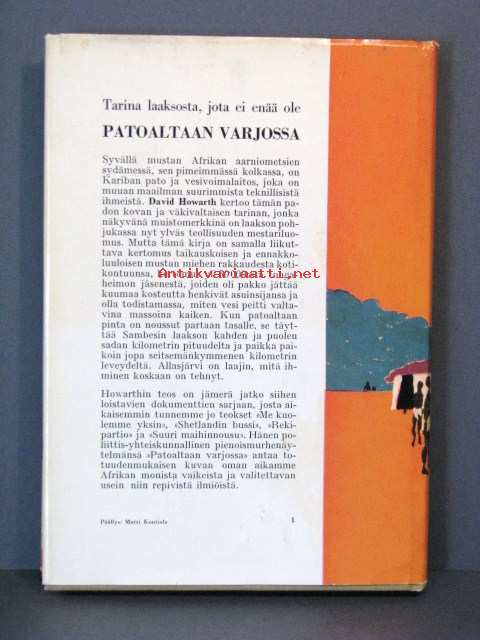 Tarina laaksosta, jota ei enää ole
PATOALTAAN VARJOSSA
Syvällä mustan Afrikan aarniometsien
sydämessä, sen pimeimmässä kolkassa, on
Kariban pato ja vesivoimalaitos, joka on
muuan maailman suurimmista teknillisistä
ihmeistä. David Howarth kertoo tämän pa-
don kovan ja väkivaltaisen tarinan, jonka
näkyvänä muistomerkkinä on laakson poh-
jukassa nyt ylväs teollisuuden mestariluo-
mus. Mutta tämä kirja on samalla liikut-
tava kertomus taikauskoisen ja ennakko-
luuloisen mustan miehen rakkaudesta koti-
kontuunsa,
Antikvariaatti.net
heimon jäsenestä, joiden oli pakko jättää
kuumaa kosteutta henkivät asuinsijansa ja
olla todistamassa, miten vesi peitti valta-
vina massoina kaiken. Kun patoaltaan
pinta on noussut partaan tasalle, se täyt-
tää Sambesin laakson kahden ja puolen
sadan kilometrin pituudelta ja paikka pai-
koin jopa seitsemänkymmenen kilometrin
leveydeltä. Allasjärvi on laajin, mitä ih-
minen koskaan on tehnyt.
Howarthin teos on jämerä jatko siihen
loistavien dokumenttien sarjaan, josta ai-
kaisemmin tunnemme jo teokset »Me kuo-
lemme yksin», »Shetlandin bussi», »Reki-
partio» ja »Suuri maihinnousu». Hänen po-
liittis-yhteiskunnallinen pienoismurhenäy-
telmänsä »Patoaltaan varjossa» antaa to-
tuudenmukaisen kuvan oman aikamme
Afrikan monista vaikeista ja valitettavan
usein niin repivistä ilmiöistä.
Päällys: Matti Kontiola
1